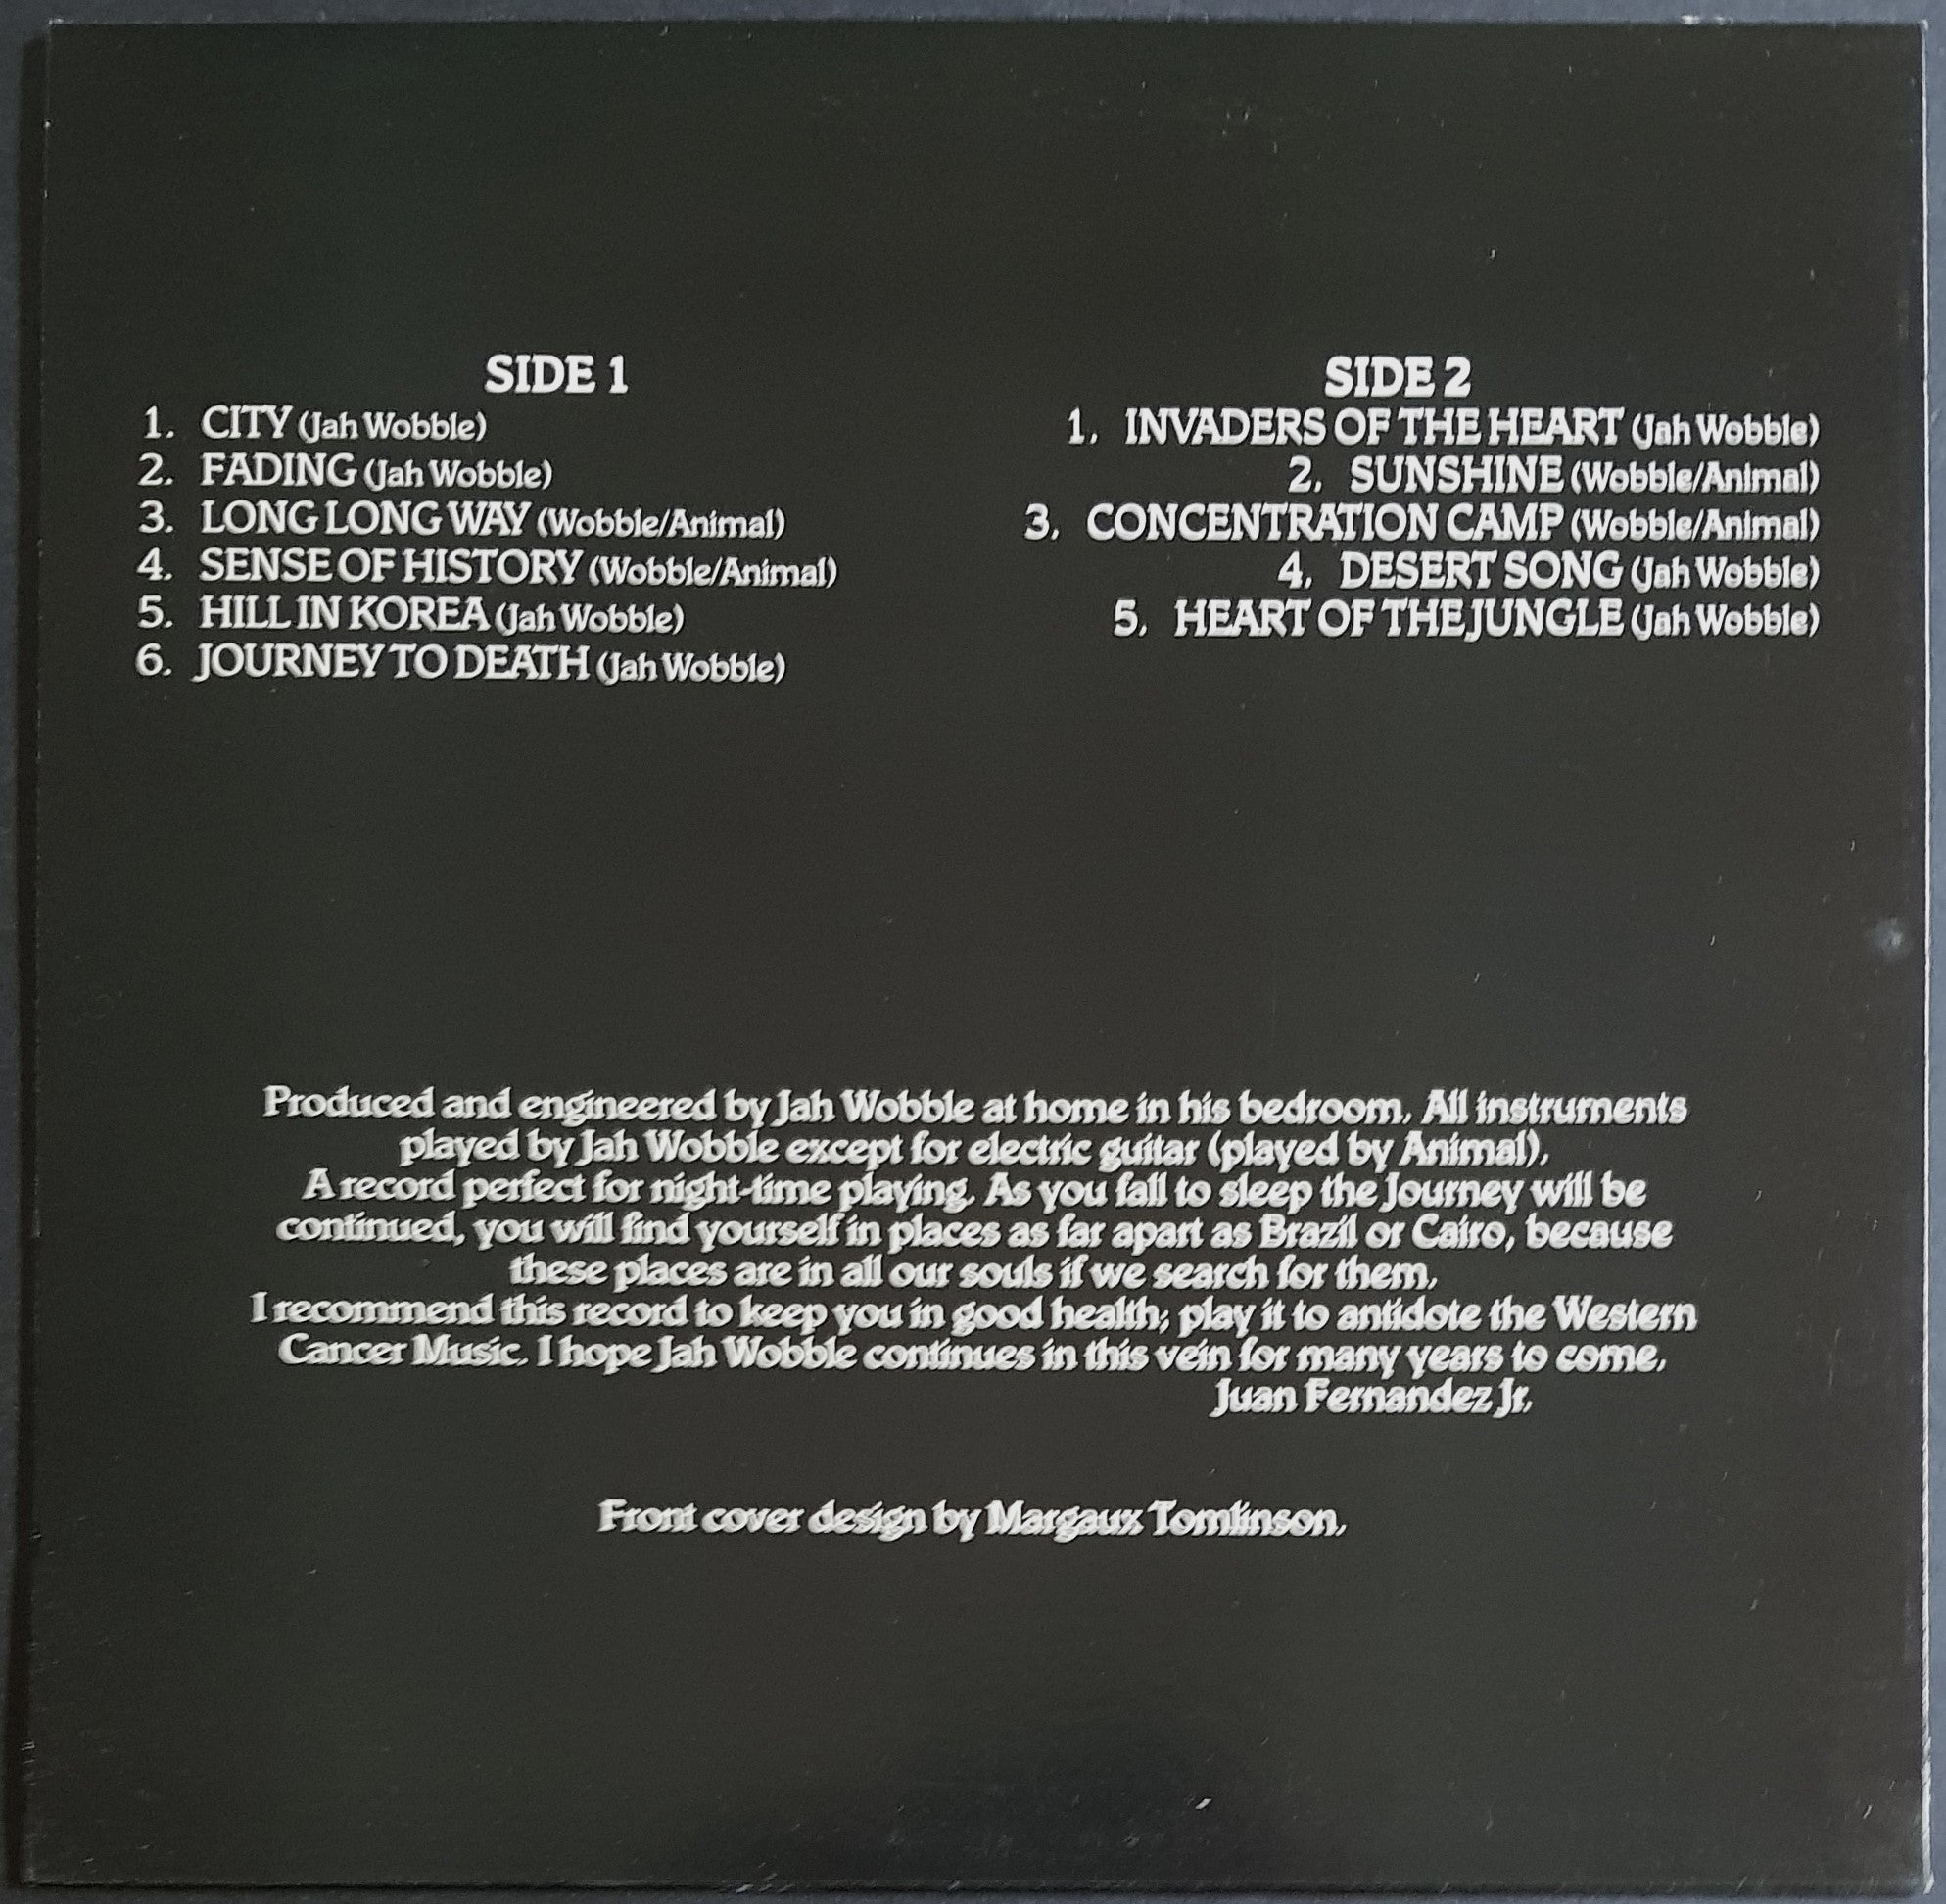 SIDE 1
1. CITY (Jah Wobble)
2. FADING (Jah Wobble)
3. LONG LONG WAY (Wobble/Animal)
4. SENSE OF HISTORY (Wobble/Animal)
5. HILL IN KOREA (Jah Wobble)
6. JOURNEY TO DEATH (Jah Wobble)
SIDE 2
1. INVADERS OF THE HEART (Jah Wobble)
2. SUNSHINE (Wobble/Animal)
3. CONCENTRATION CAMP (Wobble/Animal)
4. DESERT SONG (Jah Wobble)
5. HEART OF THE JUNGLE (Jah Wobble)
Produced and engineered by Jah Wobble at home in his bedroom. All instruments
played by Jah Wobble except for electric guitar (played by Animal).
A record perfect for night-time playing. As you fall to sleep the Journey will be
continued, you will find yourself in places as far apart as Brazil or Cairo, because
these places are in all our souls if we search for them.
I recommend this record to keep you in good health; play it to antidote the Western
Cancer Music. I hope Jah Wobble continues in this vein for many years to come.
Juan Fernandez Jr.
Front cover design by Margaux Tomlinson.